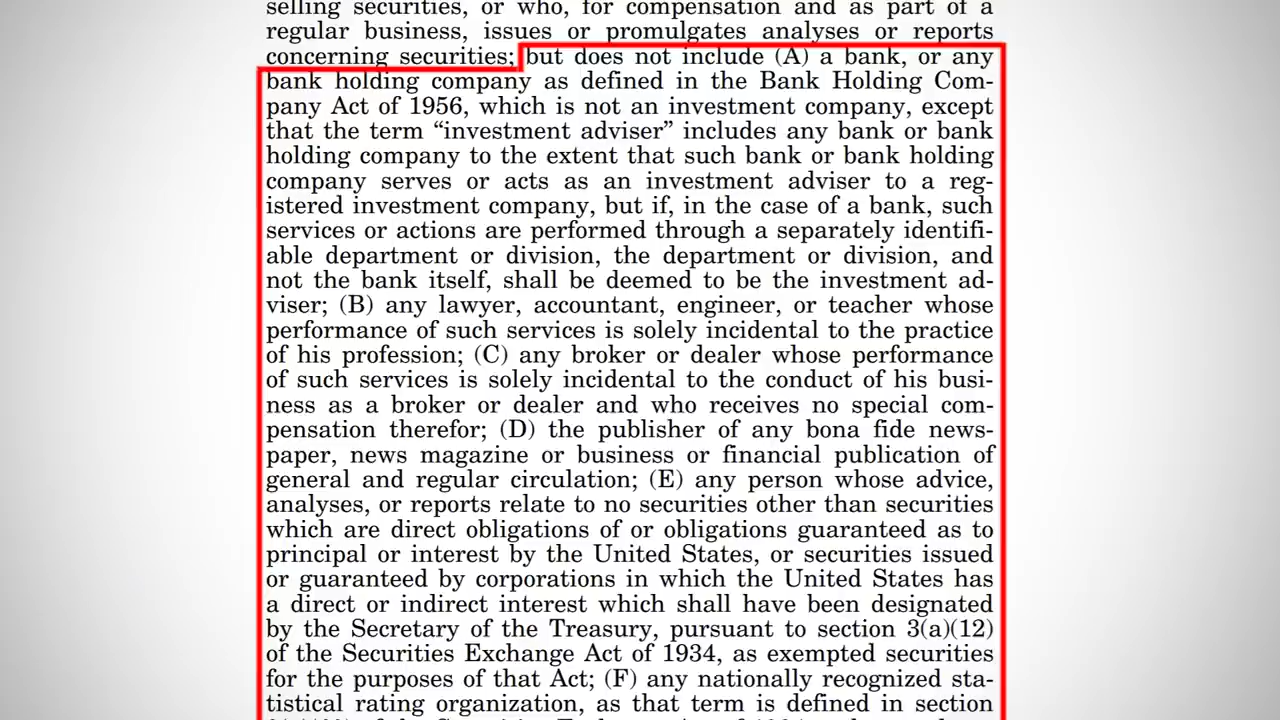 selling securities, or who, for compensation and as part of a
regular business, issues or promulgates analyses or reports
concerning securities; but does not include (A) a bank, or any
bank holding company as defined in the Bank Holding Com-
pany Act of 1956, which is not an investment company, except
that the term “investment adviser” includes any bank or bank
holding company to the extent that such bank or bank holding
company serves or acts as an investment adviser to a reg-
istered investment company, but if, in the case of a bank, such
services or actions are performed through a separately identifi-
able department or division, the department or division, and
not the bank itself, shall be deemed to be the investment ad-
viser; (B) any lawyer, accountant, engineer, or teacher whose
performance of such services is solely incidental to the practice
of his profession; (C) any broker or dealer whose performance
of such services is solely incidental to the conduct of his busi-
ness as a broker or dealer and who receives no special com-
pensation therefor; (D) the publisher of any bona fide news-
paper, news magazine or business or financial publication of
general and regular circulation; (E) any person whose advice,
analyses, or reports relate to no securities other than securities
which are direct obligations of or obligations guaranteed as to
principal or interest by the United States, or securities issued
or guaranteed by corporations in which the United States has
a direct or indirect interest which shall have been designated
by the Secretary of the Treasury, pursuant to section 3(a)(12)
of the Securities Exchange Act of 1934, as exempted securities
for the purposes of that Act; (F) any nationally recognized sta-
tistical rating organization, as that term is defined in section